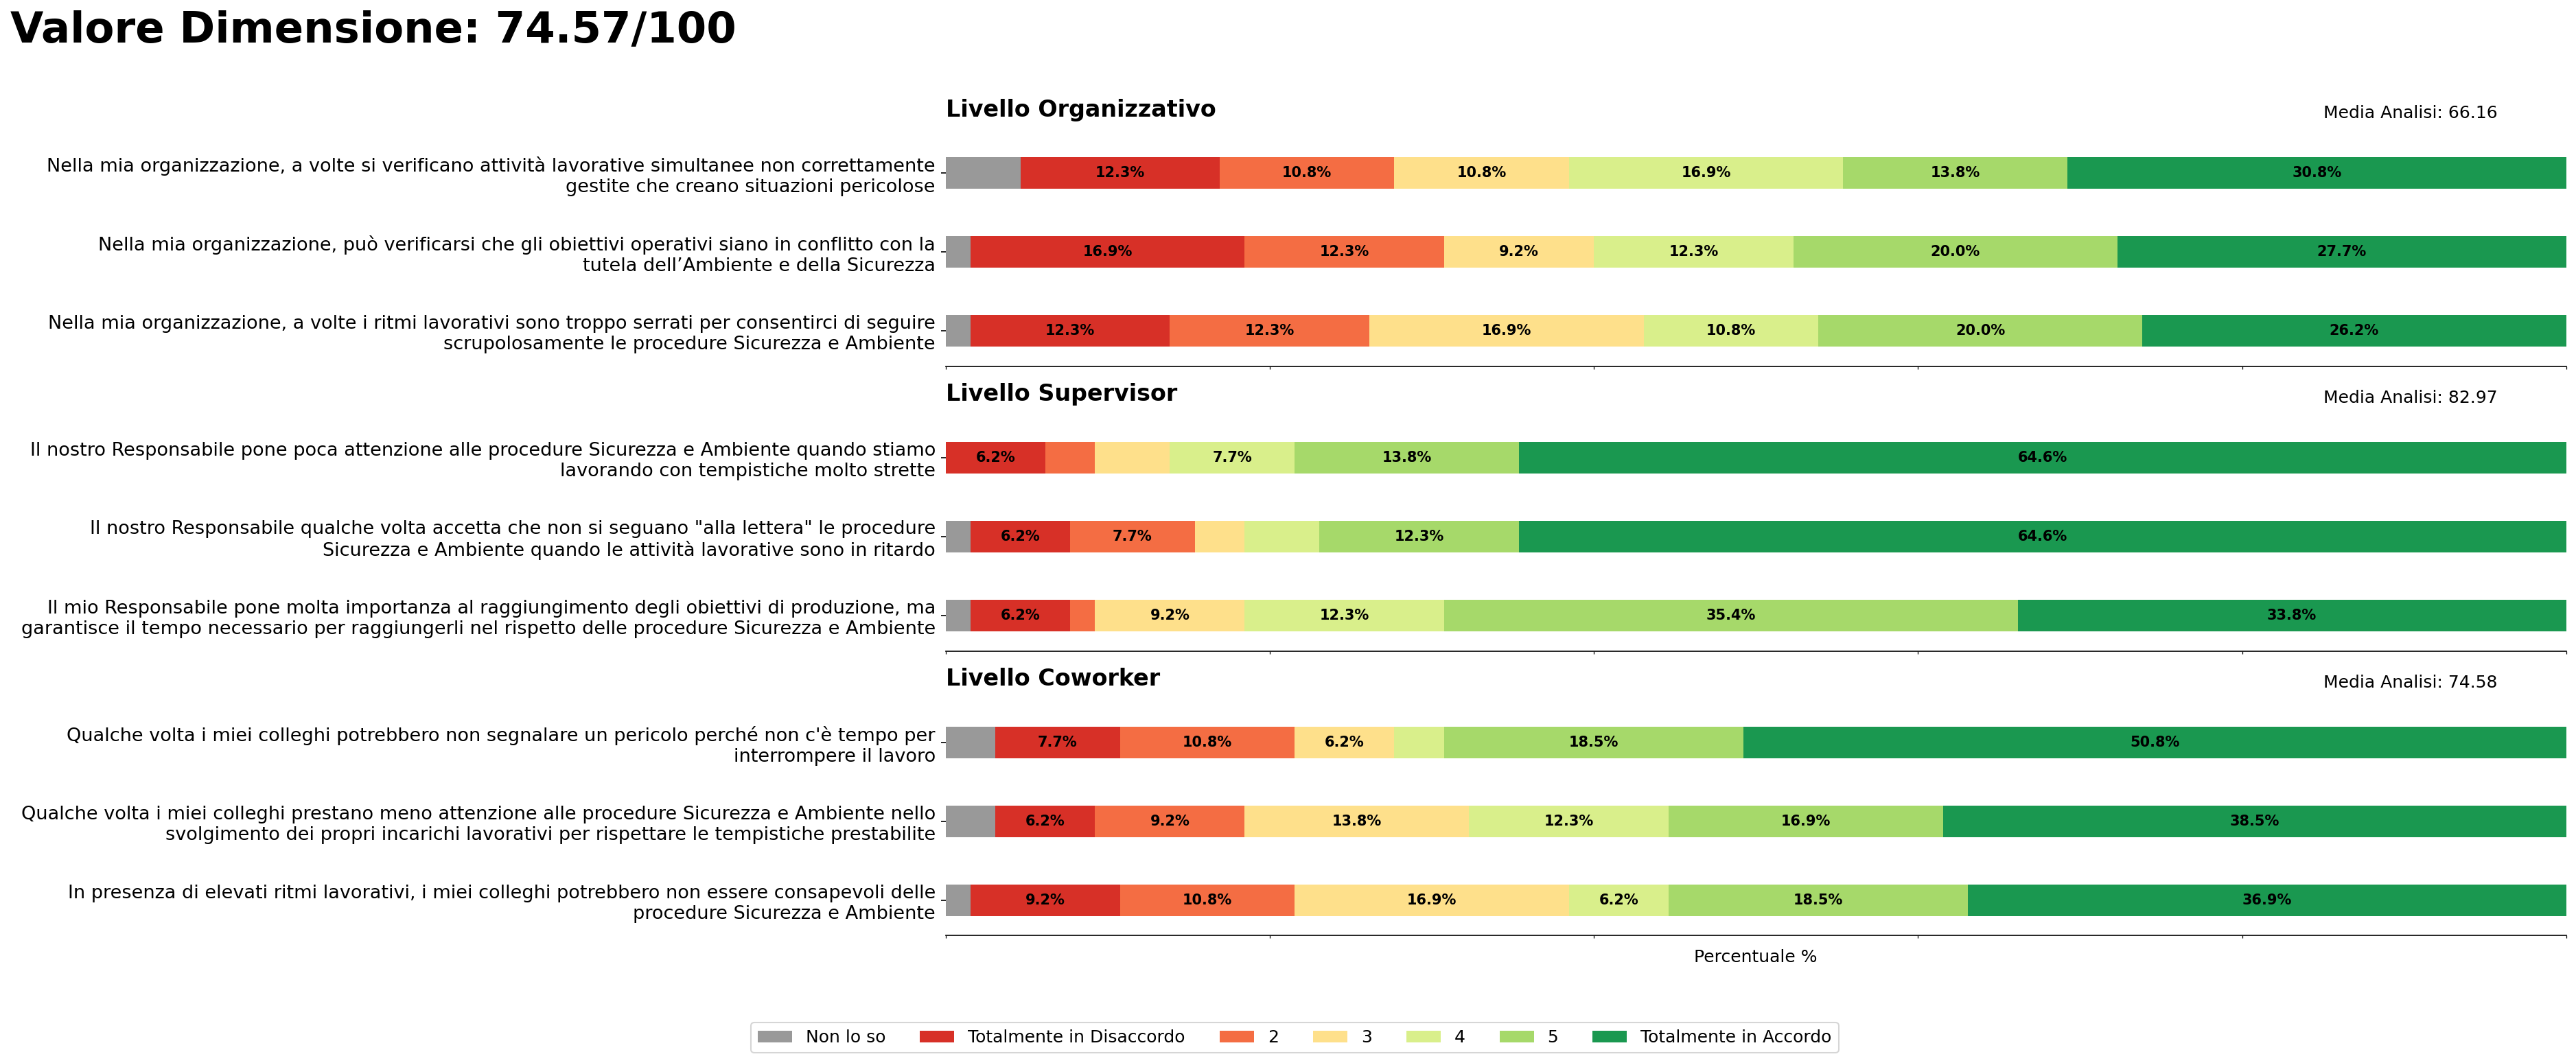 Valore Dimensione: 74.57/100
Livello Organizzativo
Media Analisi: 66.16
Nella mia organizzazione, a volte si verificano attività lavorative simultanee non correttamente
gestite che creano situazioni pericolose
12.3% 10.8% 10.8% 16.9% 13.8% 30.8%
Nella mia organizzazione, può verificarsi che gli obiettivi operativi siano in conflitto con la
tutela dell’Ambiente e della Sicurezza
16.9% 12.3% 9.2% 12.3% 20.0% 27.7%
Nella mia organizzazione, a volte i ritmi lavorativi sono troppo serrati per consentirci di seguire
scrupolosamente le procedure Sicurezza e Ambiente
12.3% 12.3% 16.9% 10.8% 20.0% 26.2%
Livello Supervisor
Media Analisi: 82.97
Il nostro Responsabile pone poca attenzione alle procedure Sicurezza e Ambiente quando stiamo
lavorando con tempistiche molto strette
6.2% 7.7% 13.8% 64.6%
Il nostro Responsabile qualche volta accetta che non si seguano "alla lettera" le procedure
Sicurezza e Ambiente quando le attività lavorative sono in ritardo
6.2% 7.7% 12.3% 64.6%
Il mio Responsabile pone molta importanza al raggiungimento degli obiettivi di produzione, ma
garantisce il tempo necessario per raggiungerli nel rispetto delle procedure Sicurezza e Ambiente
6.2% 9.2% 12.3% 35.4% 33.8%
Livello Coworker
Media Analisi: 74.58
Qualche volta i miei colleghi potrebbero non segnalare un pericolo perché non c'è tempo per
interrompere il lavoro
7.7% 10.8% 6.2% 18.5% 50.8%
Qualche volta i miei colleghi prestano meno attenzione alle procedure Sicurezza e Ambiente nello
svolgimento dei propri incarichi lavorativi per rispettare le tempistiche prestabilite
6.2% 9.2% 13.8% 12.3% 16.9% 38.5%
In presenza di elevati ritmi lavorativi, i miei colleghi potrebbero non essere consapevoli delle
procedure Sicurezza e Ambiente
9.2% 10.8% 16.9% 6.2% 18.5% 36.9%
Percentuale %
Non lo so Totalmente in Disaccordo 2 3 4 5 Totalmente in Accordo